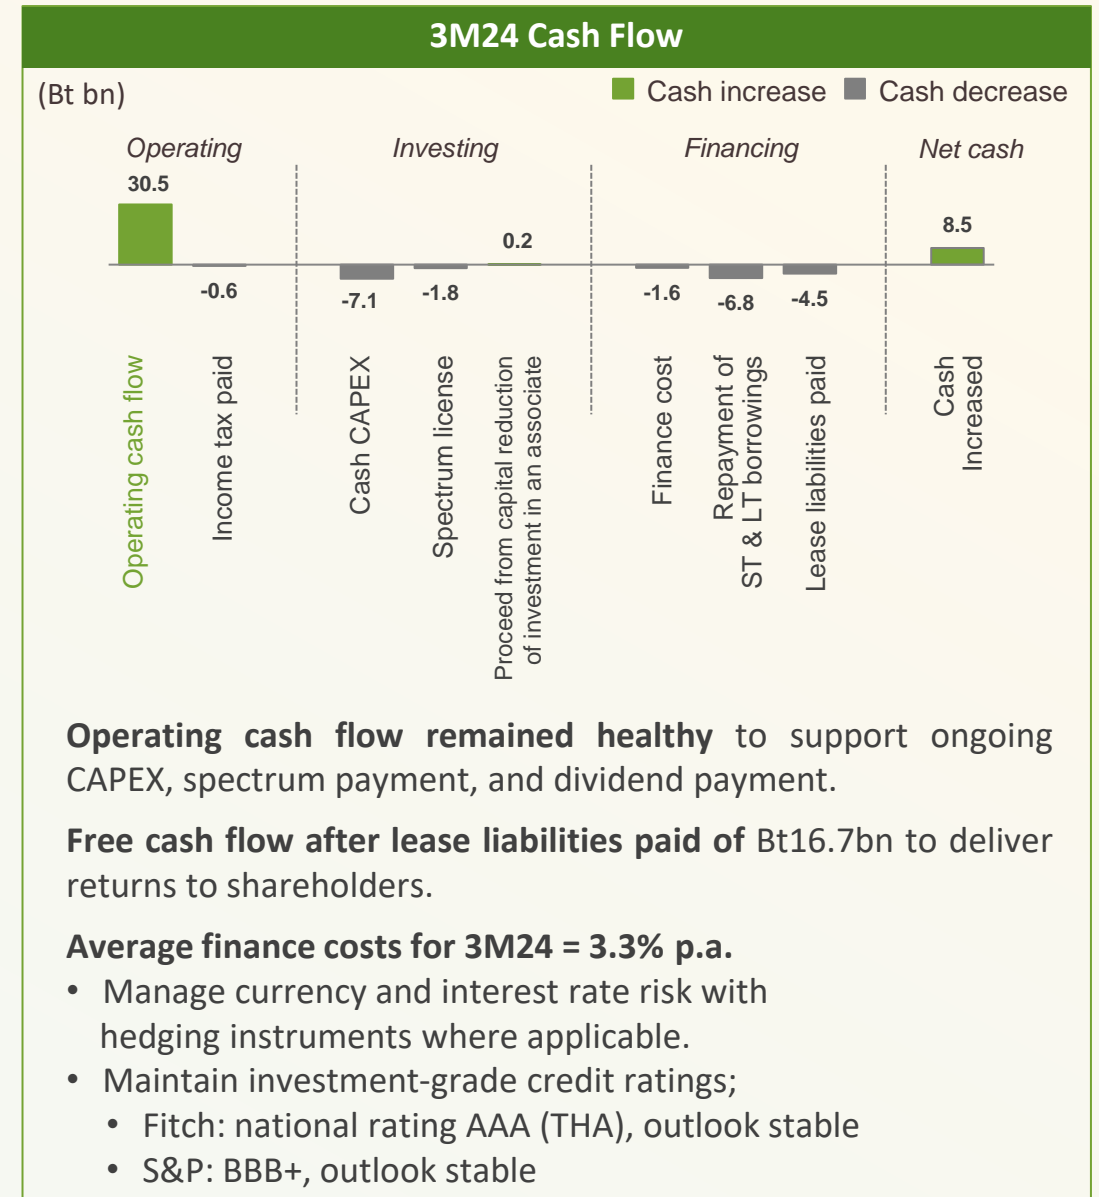 3M24 Cash Flow
(Bt bn)
Cash increase
Cash decrease
Operating
Investing
Financing
Net cash
30.5
-0.6
-7.1
-1.8
0.2
-1.6
-6.8
-4.5
8.5
Operating cash flow
Income tax paid
Cash CAPEX
Spectrum license
Proceed from capital reduction
of investment in an associate
Finance cost
Repayment of
ST & LT borrowings
Lease liabilities paid
Cash
Increased
Operating cash flow remained healthy to support ongoing
CAPEX, spectrum payment, and dividend payment.
Free cash flow after lease liabilities paid of Bt16.7bn to deliver
returns to shareholders.
Average finance costs for 3M24 = 3.3% p.a.
• Manage currency and interest rate risk with
hedging instruments where applicable.
• Maintain investment-grade credit ratings;
• Fitch: national rating AAA (THA), outlook stable
• S&P: BBB+, outlook stable